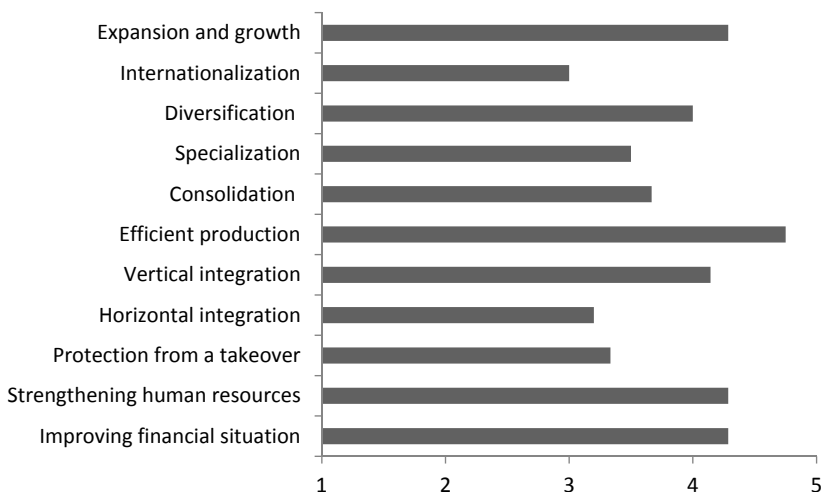 Expansion and growth
Internationalization
Diversification
Specialization
Consolidation
Efficient production
Vertical integration
Horizontal integration
Protection from a takeover
Strengthening human resources
Improving financial situation
1 2 3 4 5